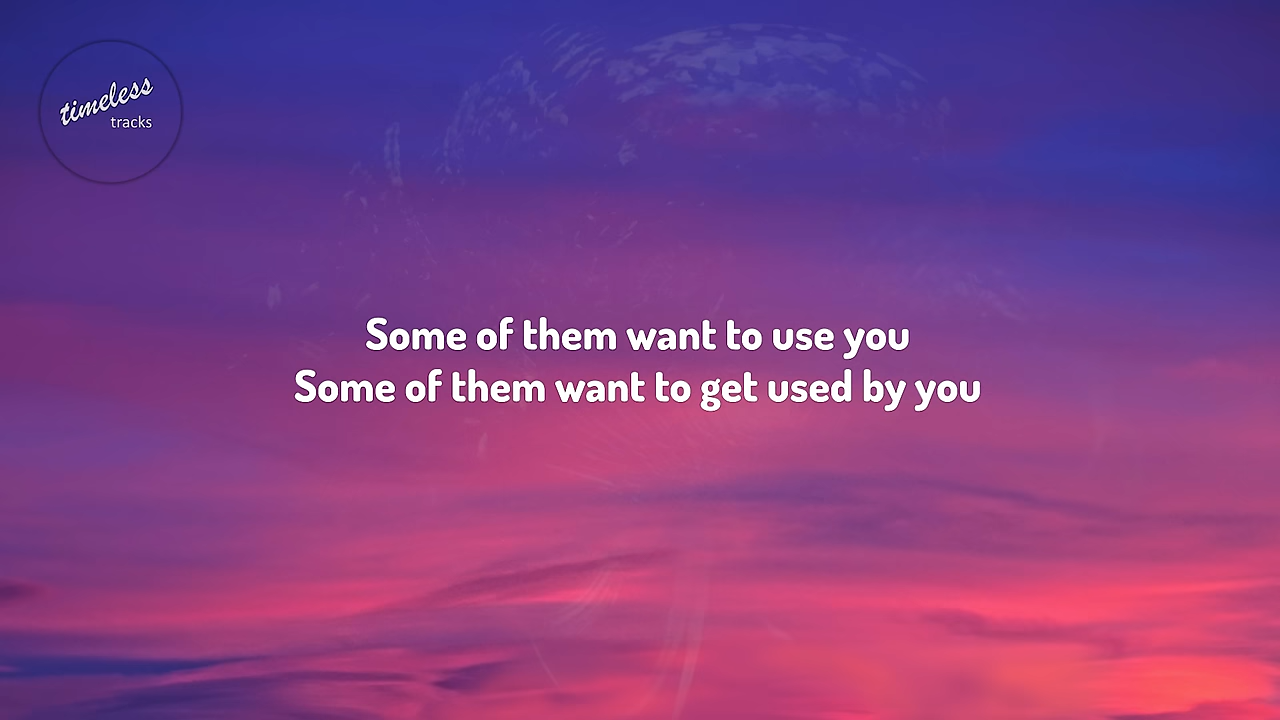 timeless
tracks
Some of them want to use you
Some of them want to get used by you